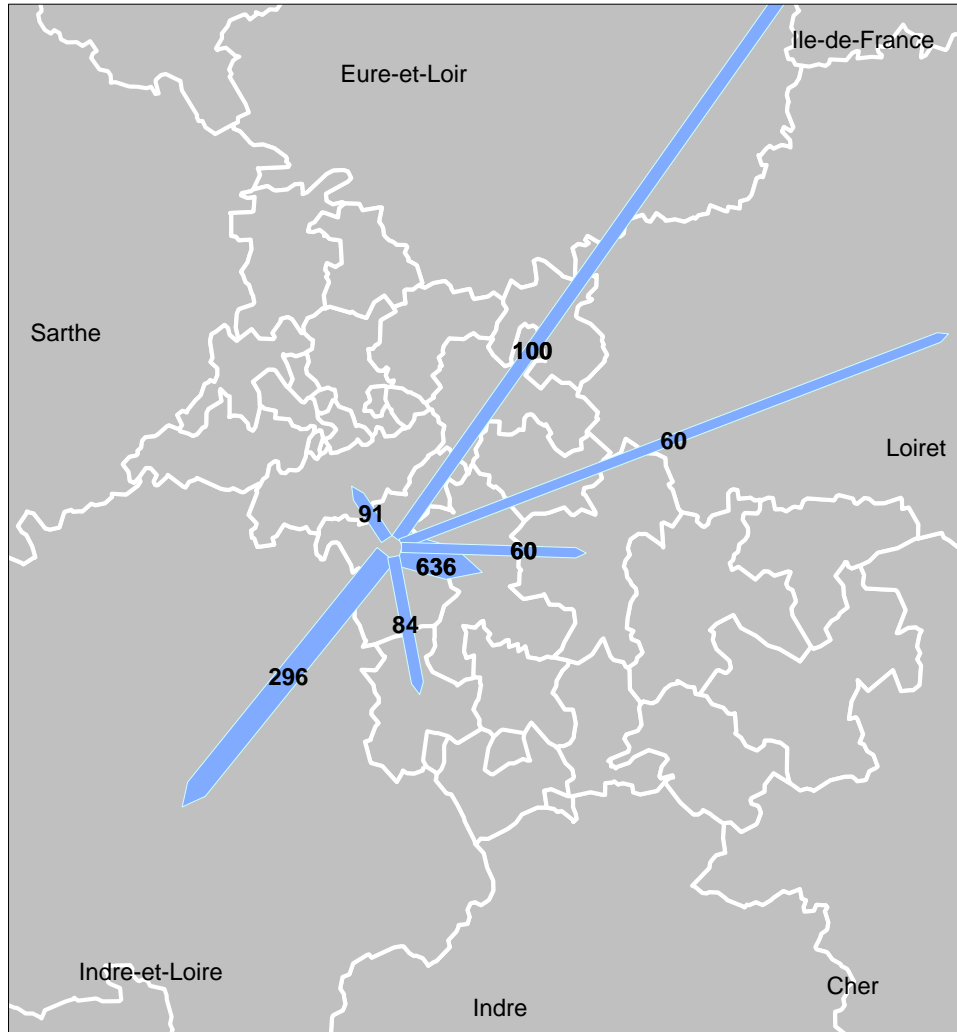 Ile-de-France
Eure-et-Loir
Sarthe
100
60
Loiret
91
60
636
84
296
Indre-et-Loire
Cher
Indre